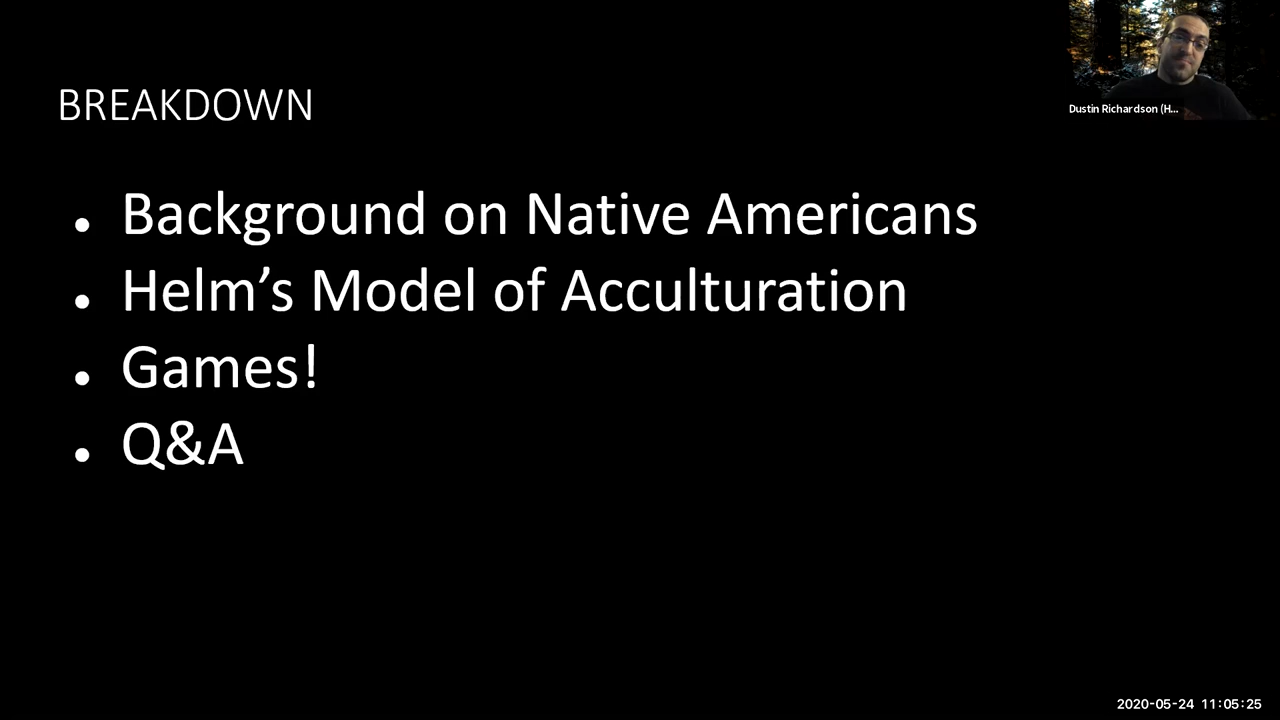 BREAKDOWN
Dustin Richardson (H...
• Background on Native Americans
• Helm’s Model of Acculturation
• Games!
• Q&A
2020-05-24 11:05:25